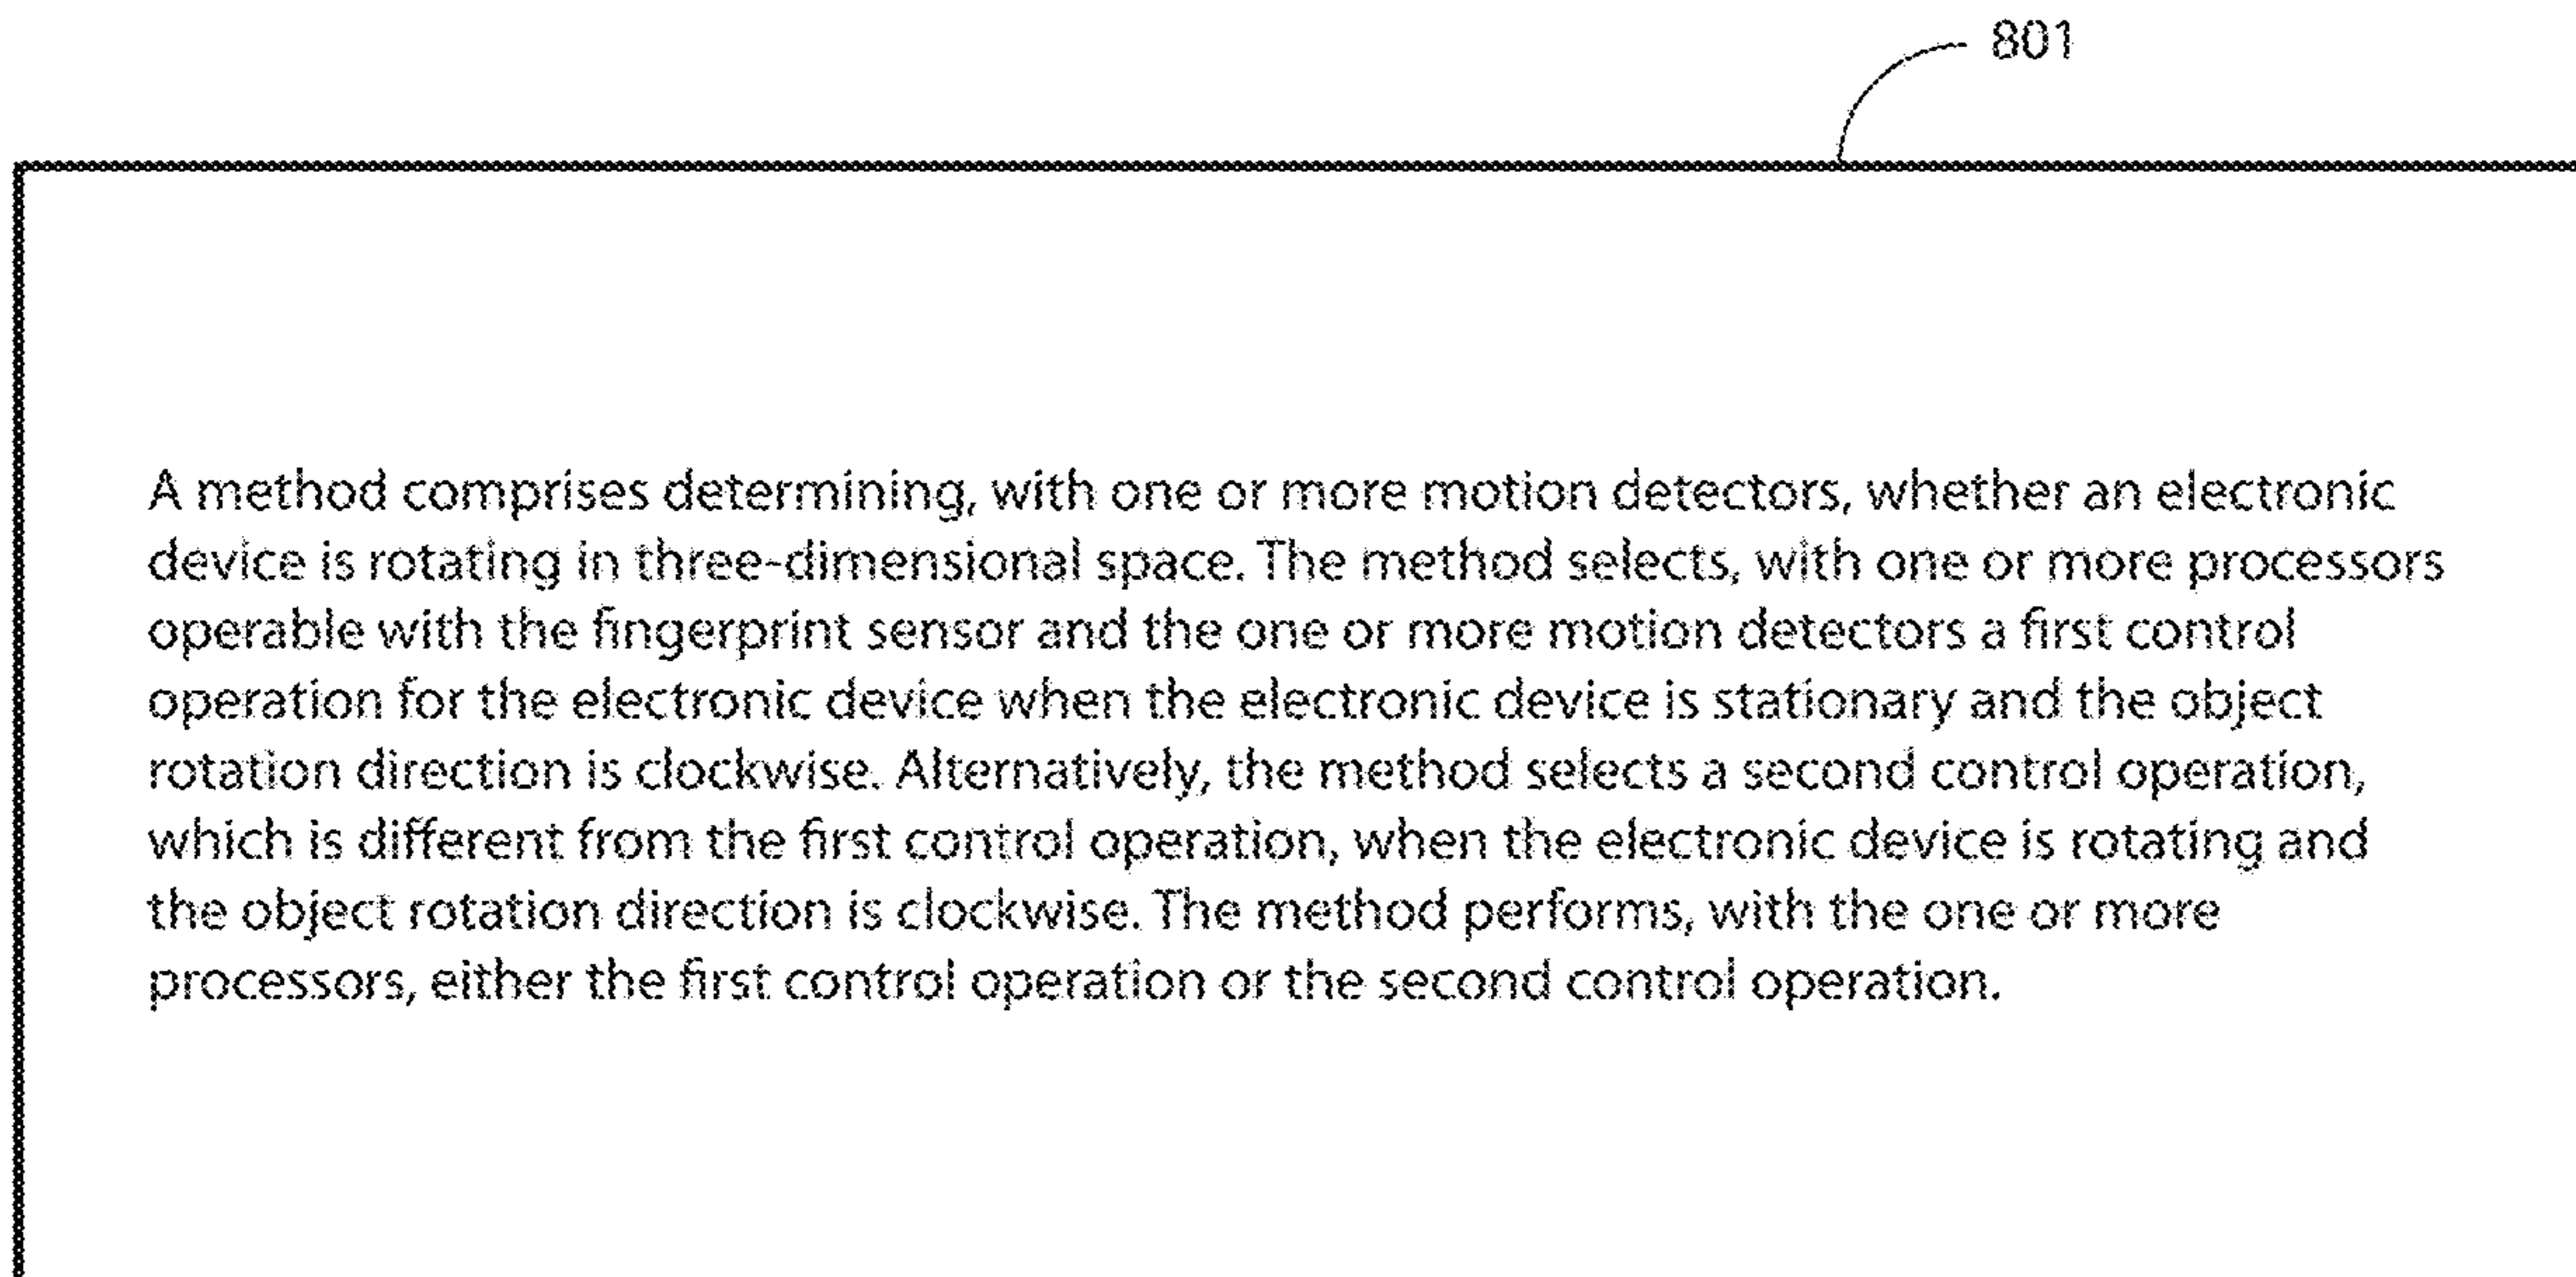 801
A method comprises determining, with one or more motion detectors, whether an electronic
device is rotating in three-dimensional space. The method selects, with one or more processors
operable with the fingerprint sensor and the one or more motion detectors a first control
operation for the electronic device when the electronic device is stationary and the object
rotation direction is clockwise. Alternatively, the method selects a second control operation,
which is different from the first control operation, when the electronic device is rotating and
the object rotation direction is clockwise. The method performs, with the one or more
processors, either the first control operation or the second control operation.